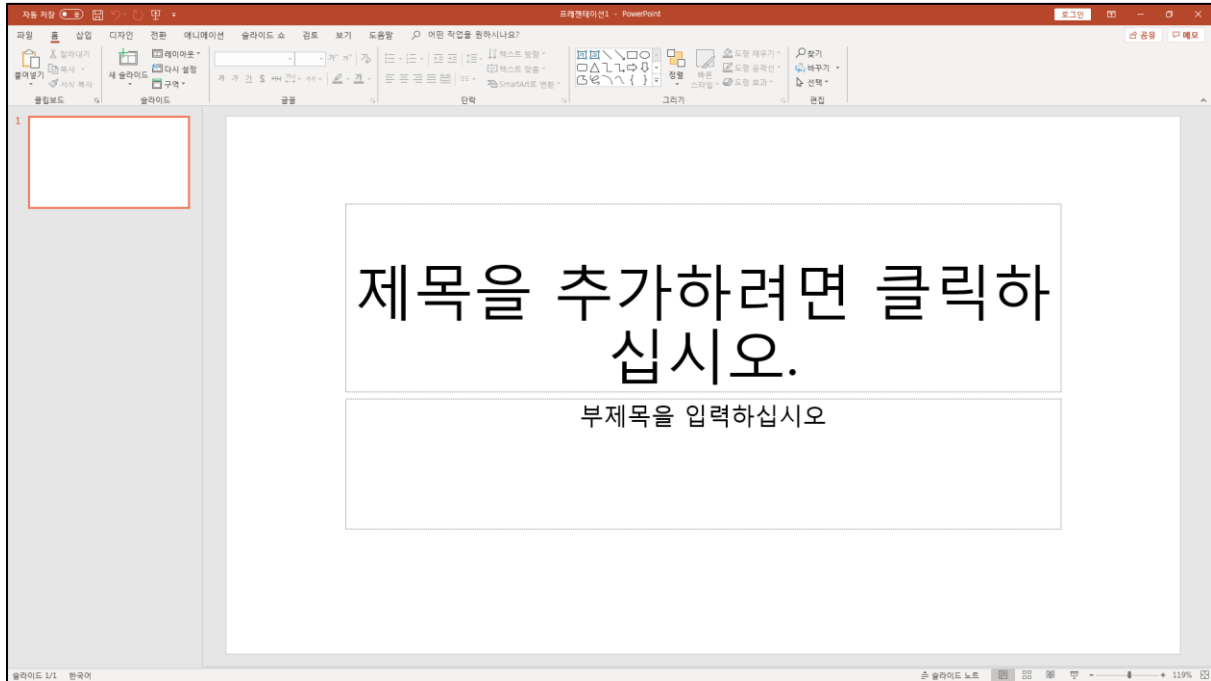 자동 저장
프레젠테이션1 - PowerPoint
로그인
파일 홈 삽입 디자인 전환 애니메이션 슬라이드 쇼 검토 보기 도움말 어떤 작업을 원하시나요?
공유 메모
붙여넣기
잘라내기
복사
서식 복사
클립보드
새 슬라이드
레이아웃
다시 설정
구역
슬라이드
가 가 가 S
글꼴
텍스트 방향
텍스트 맞춤
SmartArt로 변환
단락
정렬
빠른
스타일
도형 채우기
도형 윤곽선
도형 효과
그리기
찾기
바꾸기
선택
편집
1
제목을 추가하려면 클릭하
십시오.
부제목을 입력하십시오
슬라이드 1/1 한국어
슬라이드 노트
119%